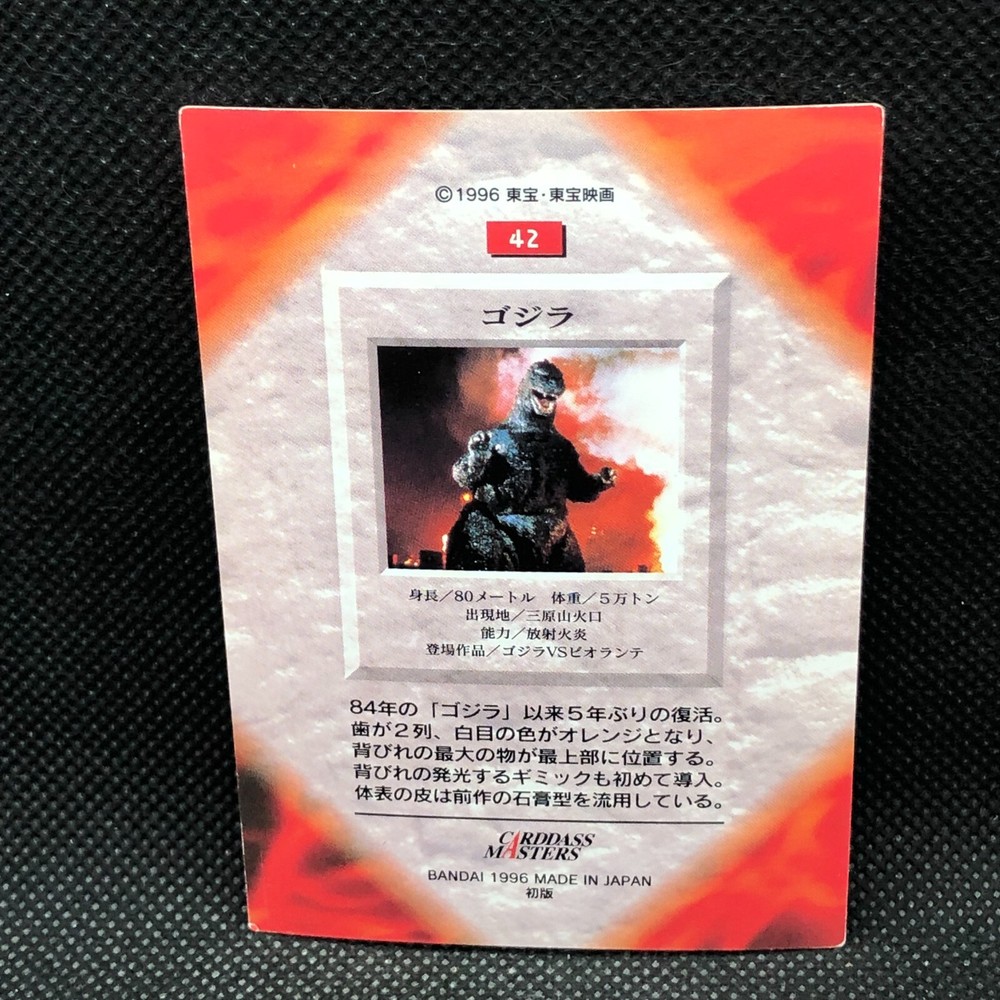 ©1996 東宝・東宝映画
42
ゴジラ
身長／80メートル 体重／5万トン
出現地／三原山火口
能力／放射火炎
登場作品／ゴジラVSビオランテ
84年の「ゴジラ」以来5年ぶりの復活。
歯が2列、白目の色がオレンジとなり、
背びれの最大の物が最上部に位置する。
背びれの発光するギミックも初めて導入。
体表の皮は前作の石膏型を流用している。
CARDDASS
MASTERS
BANDAI 1996 MADE IN JAPAN
初版